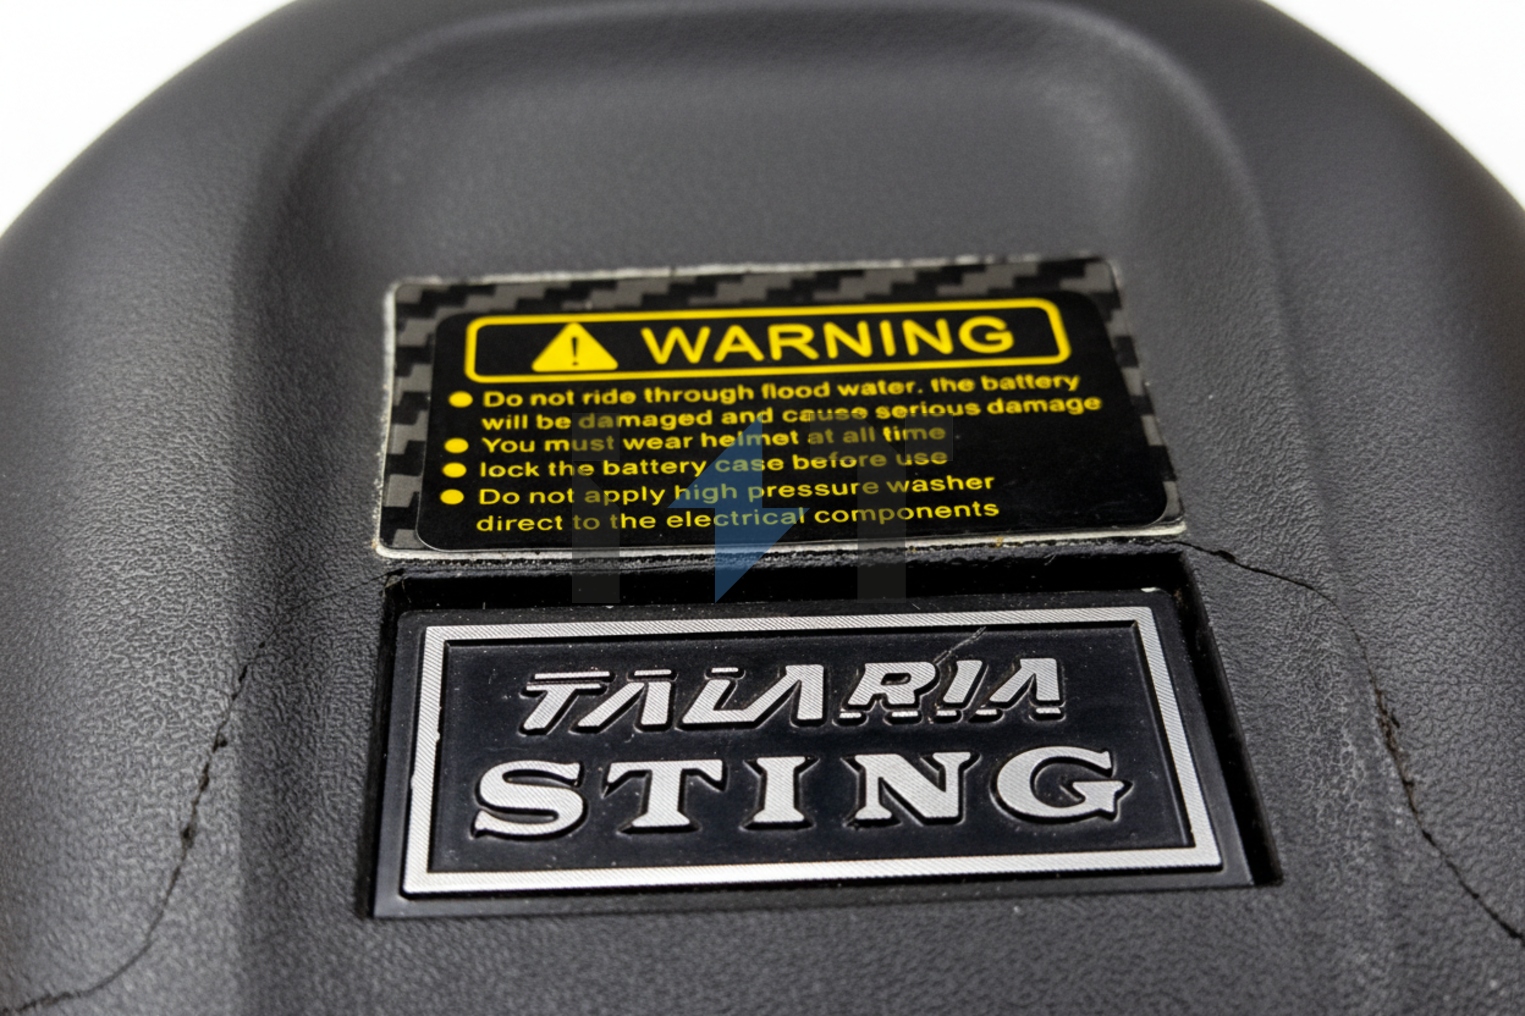 WARNING
Do not ride through flood water. the battery
will be damaged and cause serious damage
You must wear helmet at all time
lock the battery case before use
Do not apply high pressure washer
direct to the electrical components
TALARIA
STING